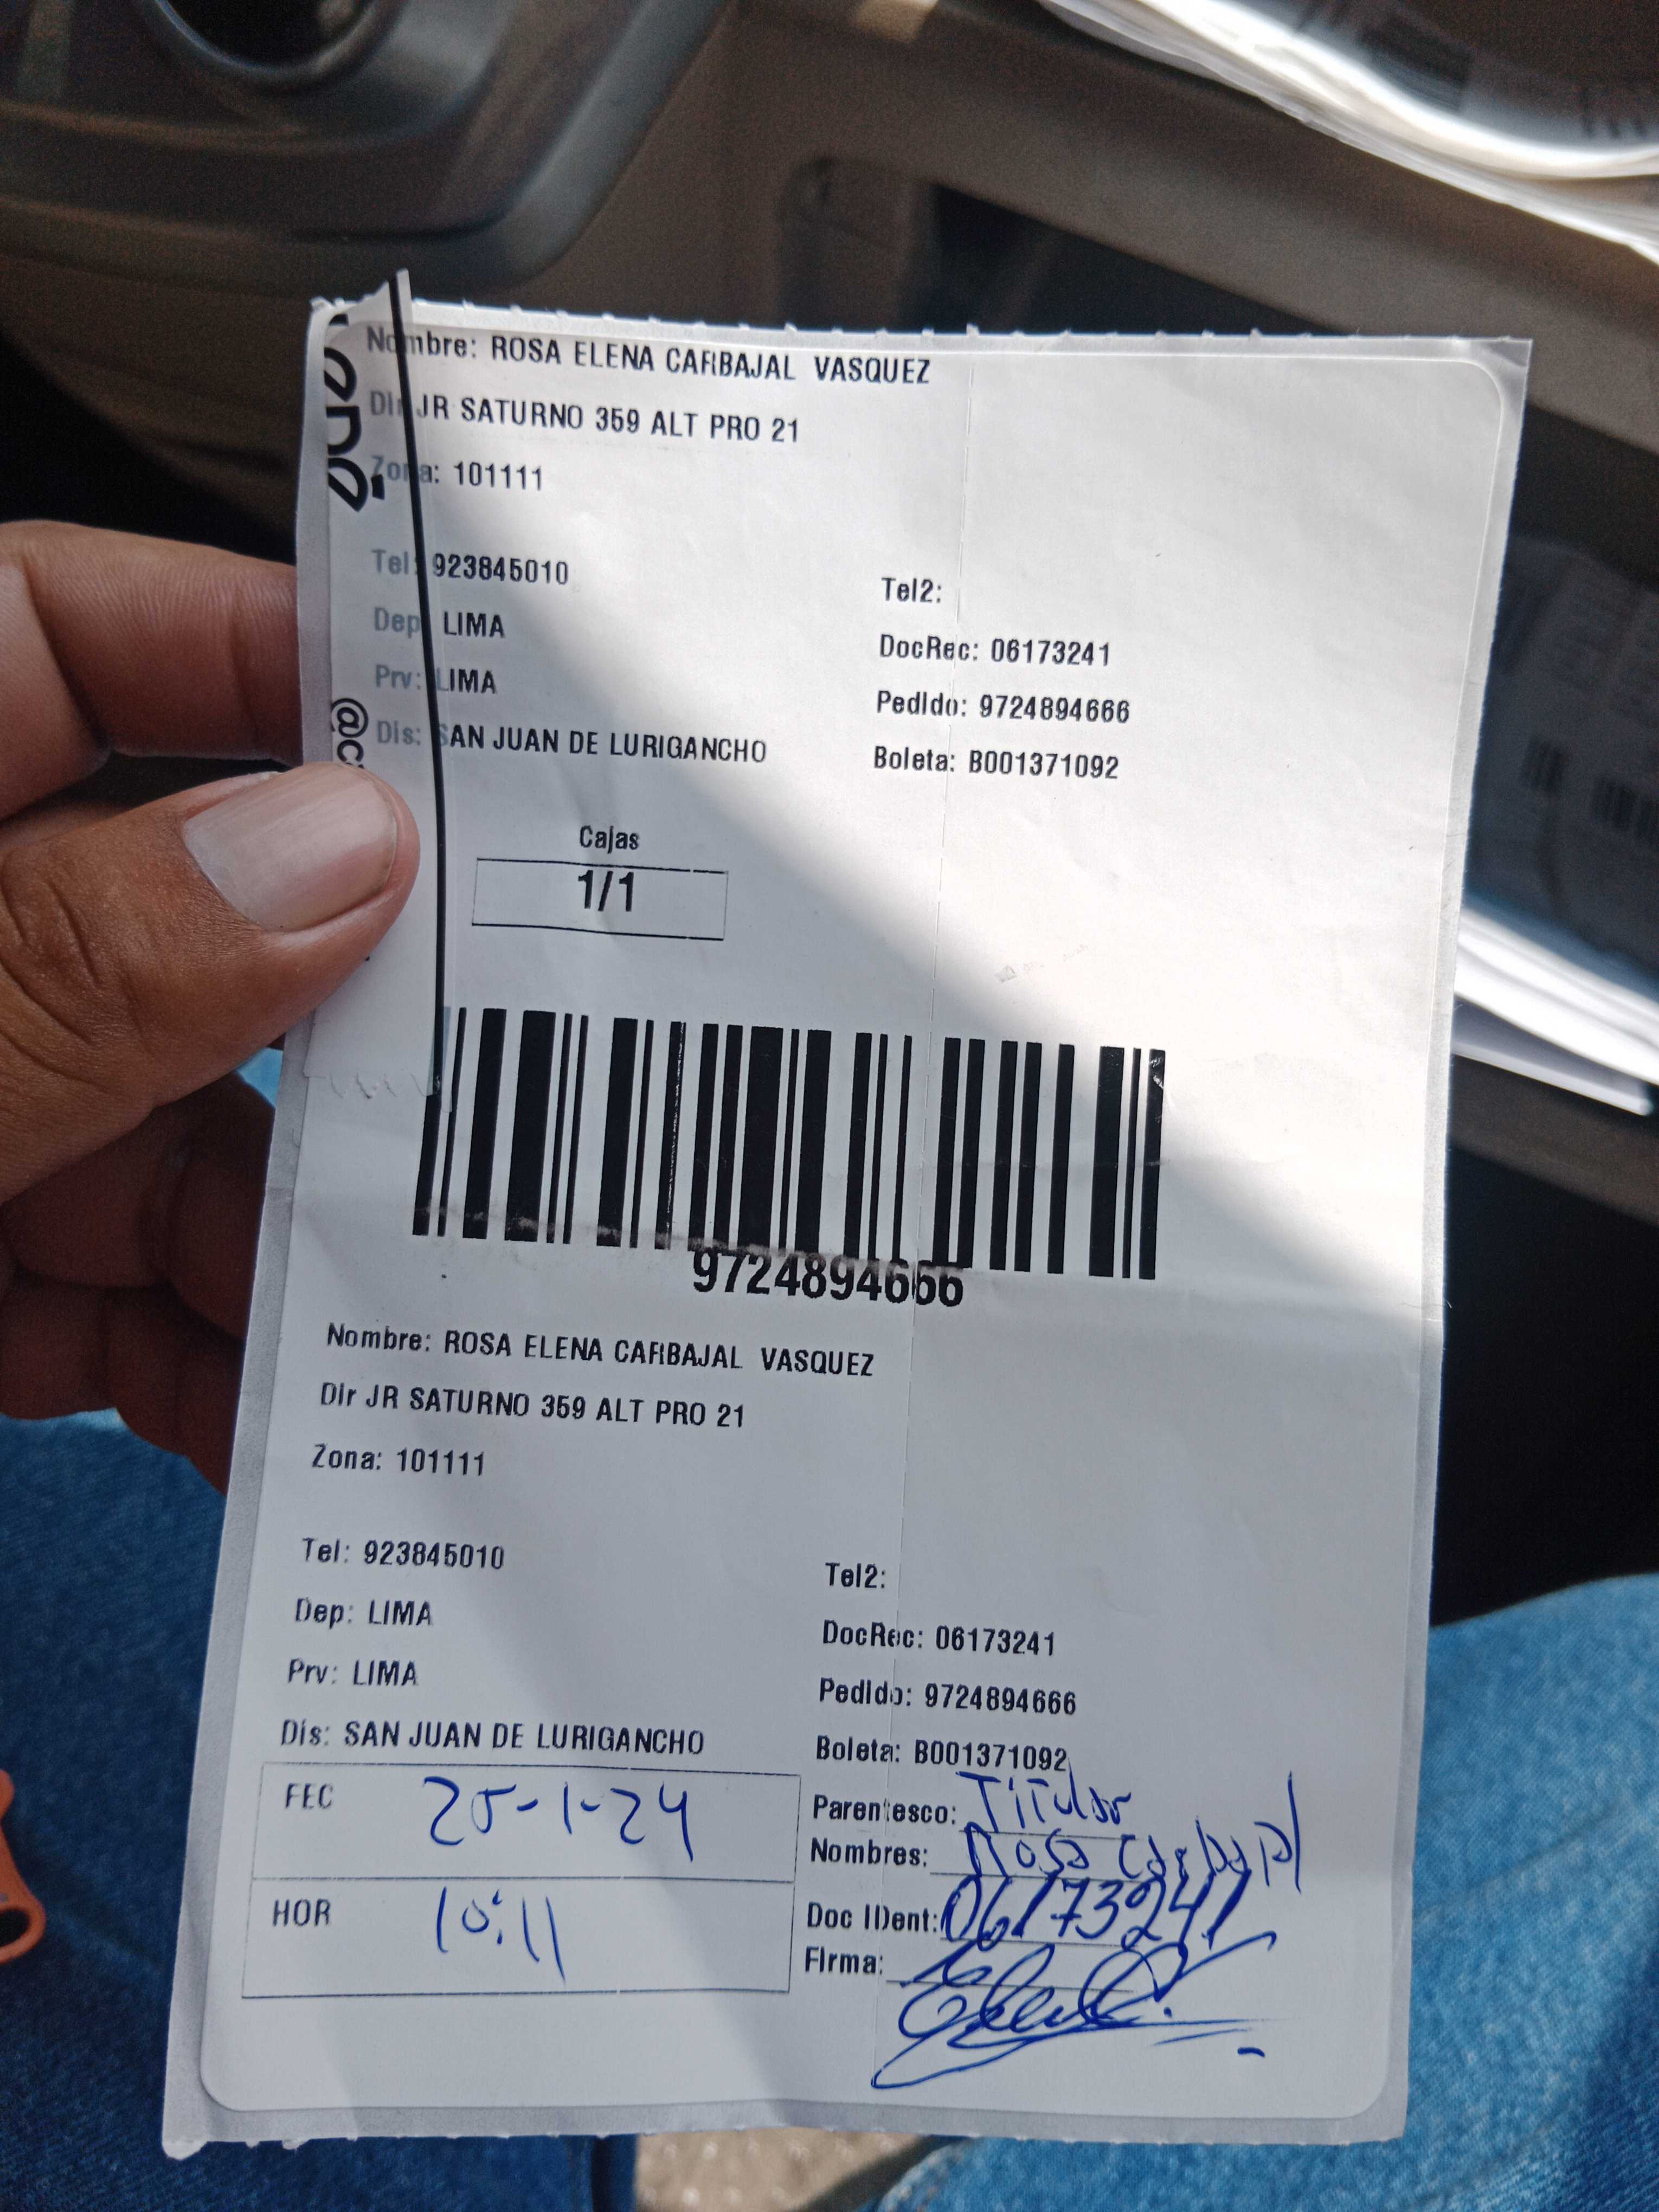 Nombre: ROSA ELENA CARBAJAL VASQUEZ
Dir JR SATURNO 359 ALT PRO 21
Zona: 101111
Tel: 923845010
Tel2:
Dep: LIMA
DocRec: 06173241
Prv: LIMA
Pedido: 9724894666
Dis: SAN JUAN DE LURIGANCHO
Boleta: B001371092
@c
Cajas
1/1
9724894666
Nombre: ROSA ELENA CARBAJAL VASQUEZ
Dir JR SATURNO 359 ALT PRO 21
Zona: 101111
Tel: 923845010
Tel2:
Dep: LIMA
DocRec: 06173241
Prv: LIMA
Pedido: 9724894666
Dis: SAN JUAN DE LURIGANCHO
Boleta: B001371092
FEC 25-1-24
Parentesco: Titular
Nombres: Rosa Carbajal
HOR 10:11
Doc IDent: 06173241
Firma: